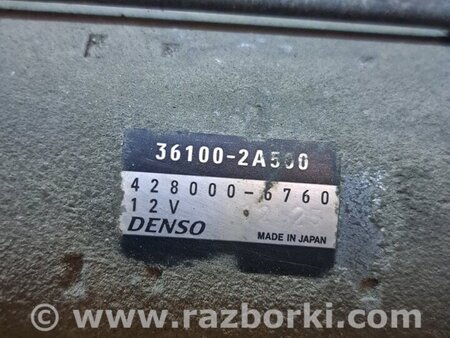 36100-2A500
428000-6760
12V
DENSO
MADE IN JAPAN
© www.razborki.com